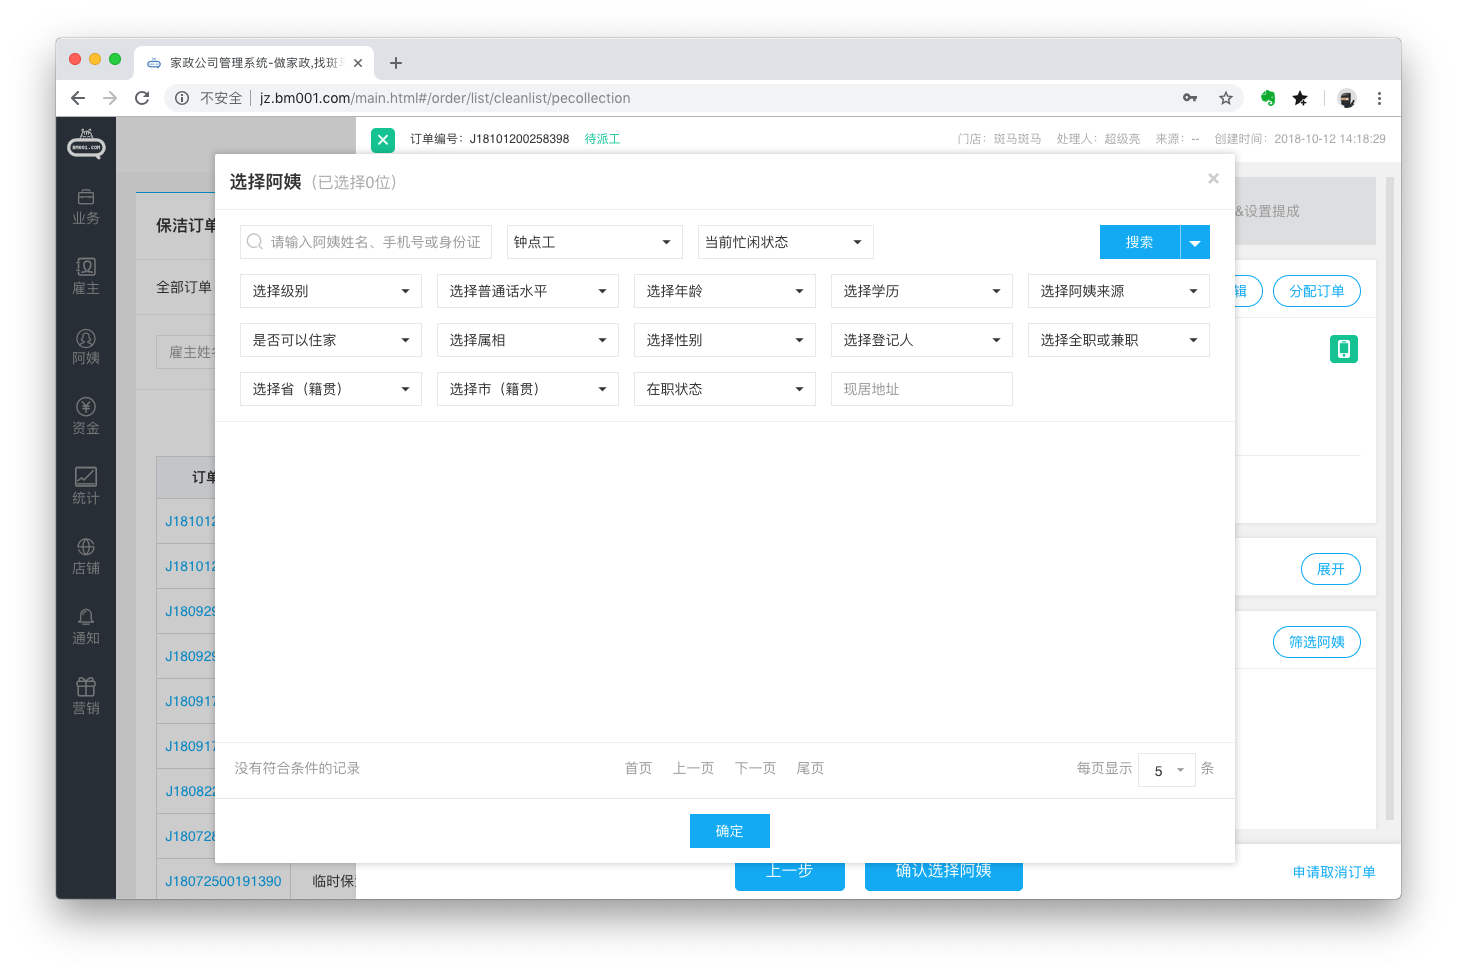 家政公司管理系统-做家政,找斑
不安全
jz.bm001.com/main.html#/order/list/cleanlist/pecollection
BM001.COM
业务
雇主
阿姨
资金
统计
店铺
通知
营销
订单编号：J18101200258398 待派工
门店：斑马斑马 处理人：超级亮 来源：-- 创建时间：2018-10-12 14:18:29
选择阿姨（已选择0位）
&设置提成
请输入阿姨姓名、手机号或身份证
钟点工
当前忙闲状态
搜索
选择级别 选择普通话水平 选择年龄 选择学历 选择阿姨来源
是否可以住家 选择属相 选择性别 选择登记人 选择全职或兼职
选择省（籍贯） 选择市（籍贯） 在职状态 现居地址
保洁订单
全部订单
雇主姓
订单
J18101
J18101
J18092
J18092
J18091
J18091
J18082
J18072
J18072500191390 临时保
辑
分配订单
展开
筛选阿姨
没有符合条件的记录 首页 上一页 下一页 尾页 每页显示 5 条
确定
上一步 确认选择阿姨 申请取消订单